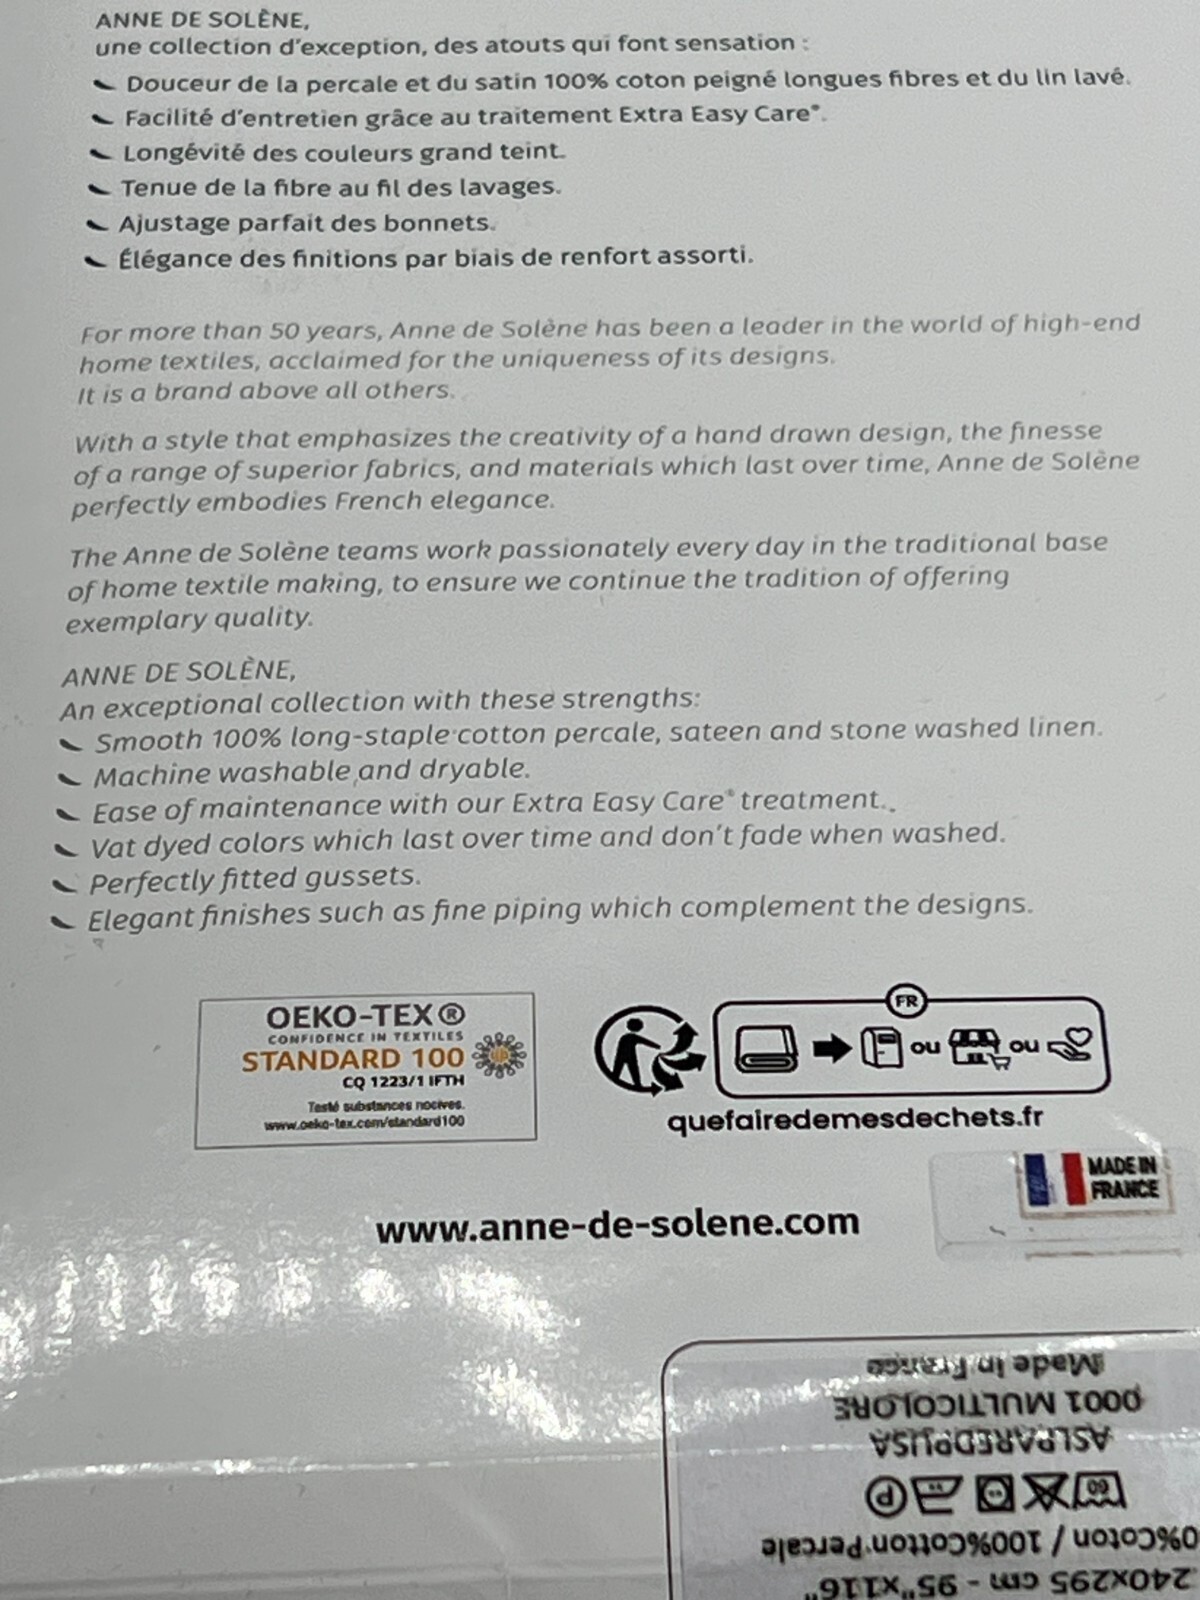 ANNE DE SOLÈNE,
une collection d'exception, des atouts qui font sensation :
Douceur de la percale et du satin 100% coton peigné longues fibres et du lin lavé.
Facilité d'entretien grâce au traitement Extra Easy Care®.
Longévité des couleurs grand teint.
Tenue de la fibre au fil des lavages.
Ajustage parfait des bonnets.
Élégance des finitions par biais de renfort assorti.
For more than 50 years, Anne de Solène has been a leader in the world of high-end
home textiles, acclaimed for the uniqueness of its designs.
It is a brand above all others.
With a style that emphasizes the creativity of a hand drawn design, the finesse
of a range of superior fabrics, and materials which last over time, Anne de Solène
perfectly embodies French elegance.
The Anne de Solène teams work passionately every day in the traditional base
of home textile making, to ensure we continue the tradition of offering
exemplary quality.
ANNE DE SOLÈNE,
An exceptional collection with these strengths:
Smooth 100% long-staple cotton percale, sateen and stone washed linen.
Machine washable and dryable.
Ease of maintenance with our Extra Easy Care® treatment.
Vat dyed colors which last over time and don't fade when washed.
Perfectly fitted gussets.
Elegant finishes such as fine piping which complement the designs.
OEKO-TEX®
CONFIDENCE IN TEXTILES
STANDARD 100
CQ 1223/1 IFTH
Testé substances nocives.
www.oeko-tex.com/standard100
FR
ou ou
quefairedemesdechets.fr
MADE IN
FRANCE
www.anne-de-solene.com
240x295 cm - 95"x116"
0%Coton / 100%Cotton Percale
60 P
ASLPAREDPUSA
0001 MULTICOLORE
Made in France